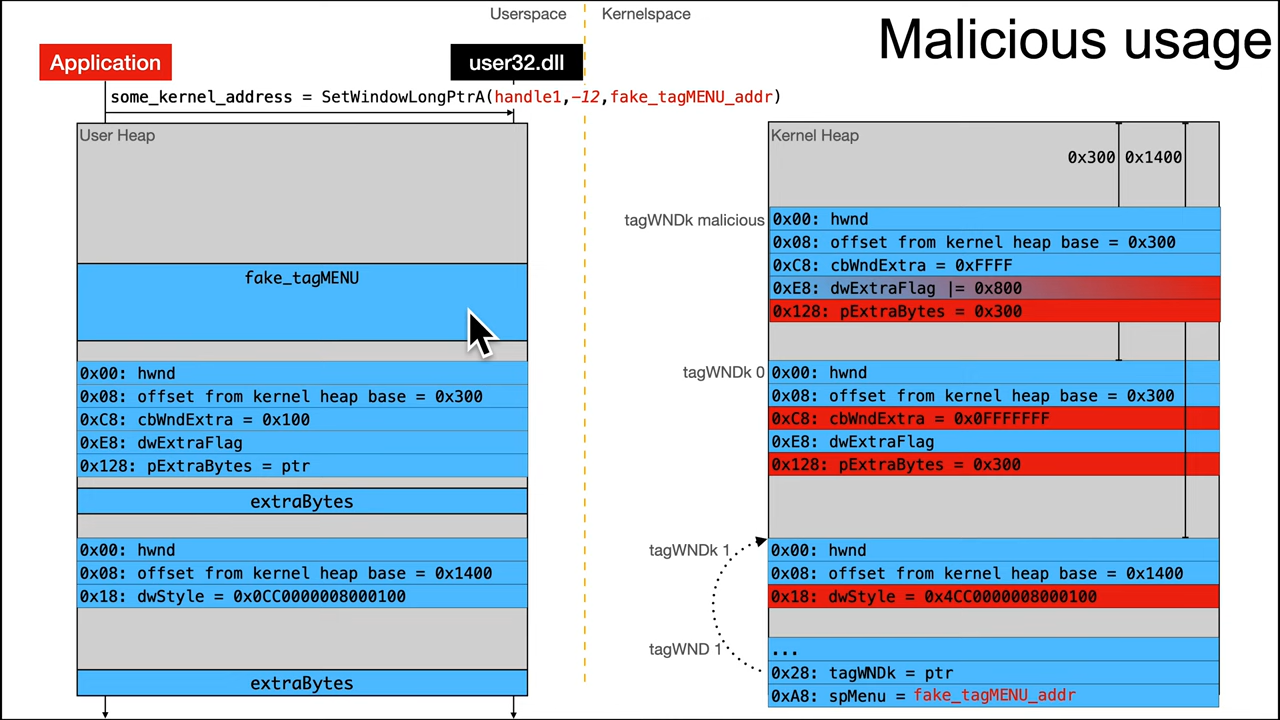 Userspace
Kernelspace
Malicious usage
Application
user32.dll
some_kernel_address = SetWindowLongPtrA(handle1,-12,fake_tagMENU_addr)
User Heap
fake_tagMENU
0x00: hwnd
0x08: offset from kernel heap base = 0x300
0xC8: cbWndExtra = 0x100
0xE8: dwExtraFlag
0x128: pExtraBytes = ptr
extraBytes
0x00: hwnd
0x08: offset from kernel heap base = 0x1400
0x18: dwStyle = 0x0CC0000008000100
extraBytes
Kernel Heap
0x300
0x1400
tagWNDk malicious
0x00: hwnd
0x08: offset from kernel heap base = 0x300
0xC8: cbWndExtra = 0xFFFF
0xE8: dwExtraFlag |= 0x800
0x128: pExtraBytes = 0x300
tagWNDk 0
0x00: hwnd
0x08: offset from kernel heap base = 0x300
0xC8: cbWndExtra = 0x0FFFFFFF
0xE8: dwExtraFlag
0x128: pExtraBytes = 0x300
tagWNDk 1
0x00: hwnd
0x08: offset from kernel heap base = 0x1400
0x18: dwStyle = 0x4CC0000008000100
tagWND 1
...
0x28: tagWNDk = ptr
0xA8: spMenu = fake_tagMENU_addr